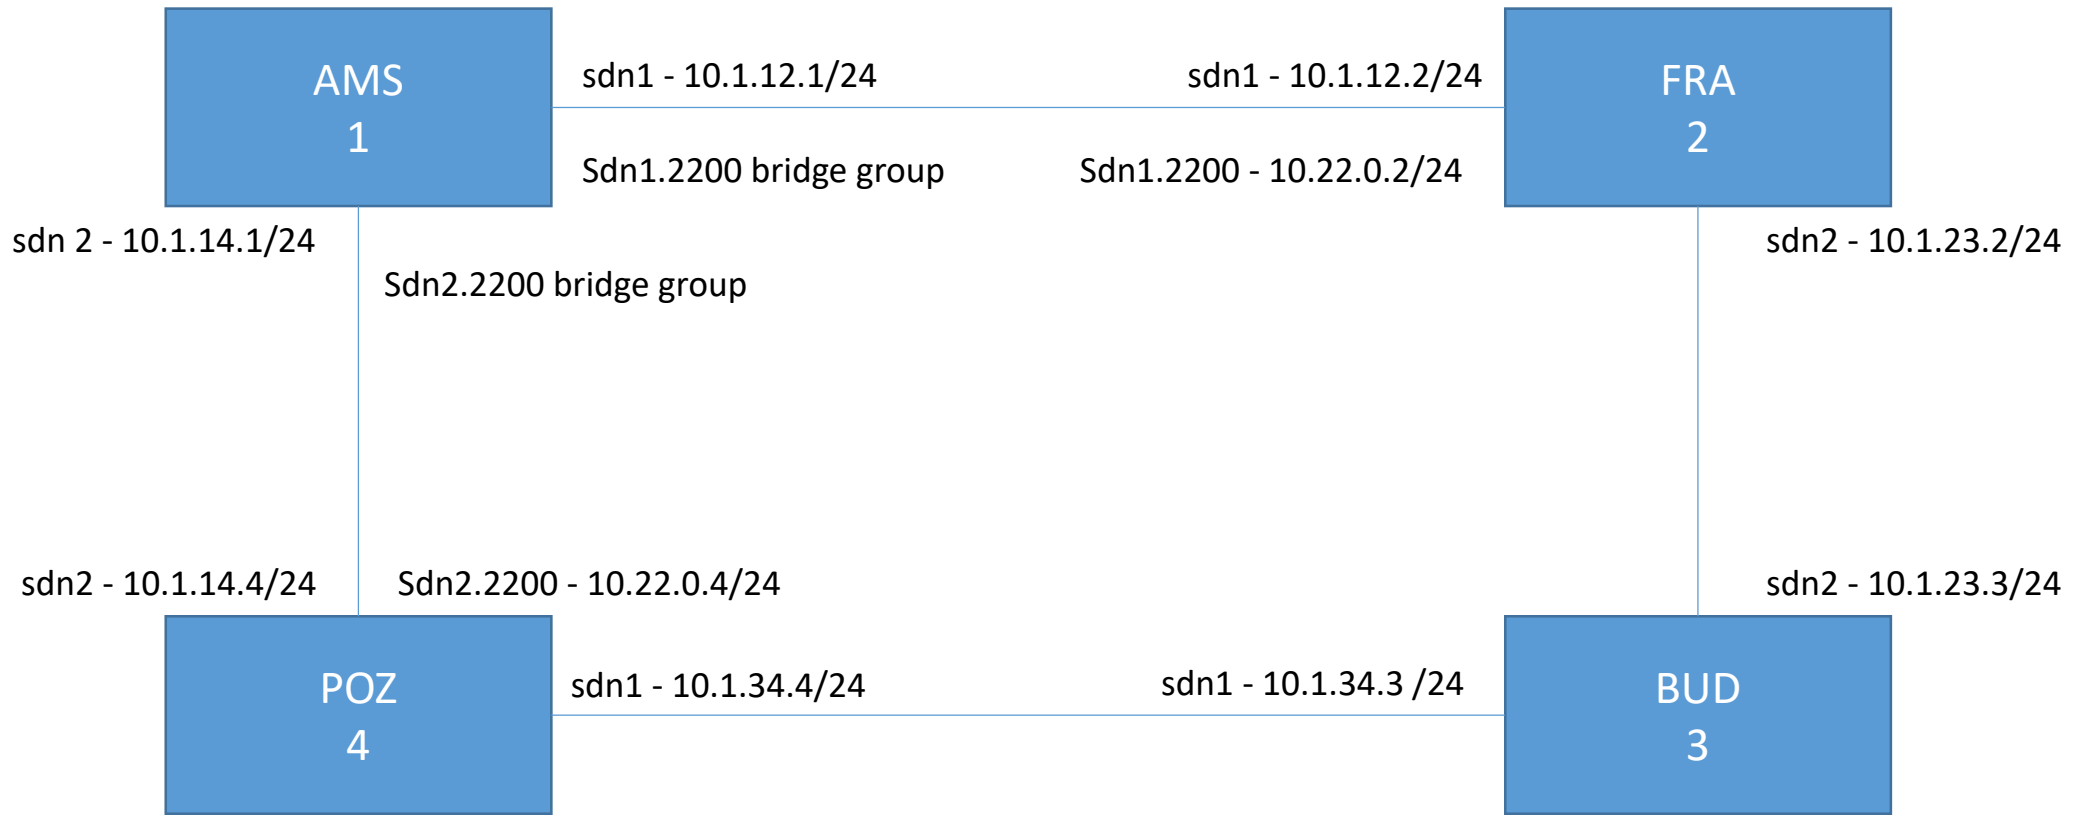 AMS
1
sdn1 - 10.1.12.1/24
sdn1 - 10.1.12.2/24
FRA
2
Sdn1.2200 bridge group
Sdn1.2200 - 10.22.0.2/24
sdn 2 - 10.1.14.1/24
sdn2 - 10.1.23.2/24
Sdn2.2200 bridge group
sdn2 - 10.1.14.4/24
Sdn2.2200 - 10.22.0.4/24
sdn2 - 10.1.23.3/24
POZ
4
sdn1 - 10.1.34.4/24
sdn1 - 10.1.34.3 /24
BUD
3